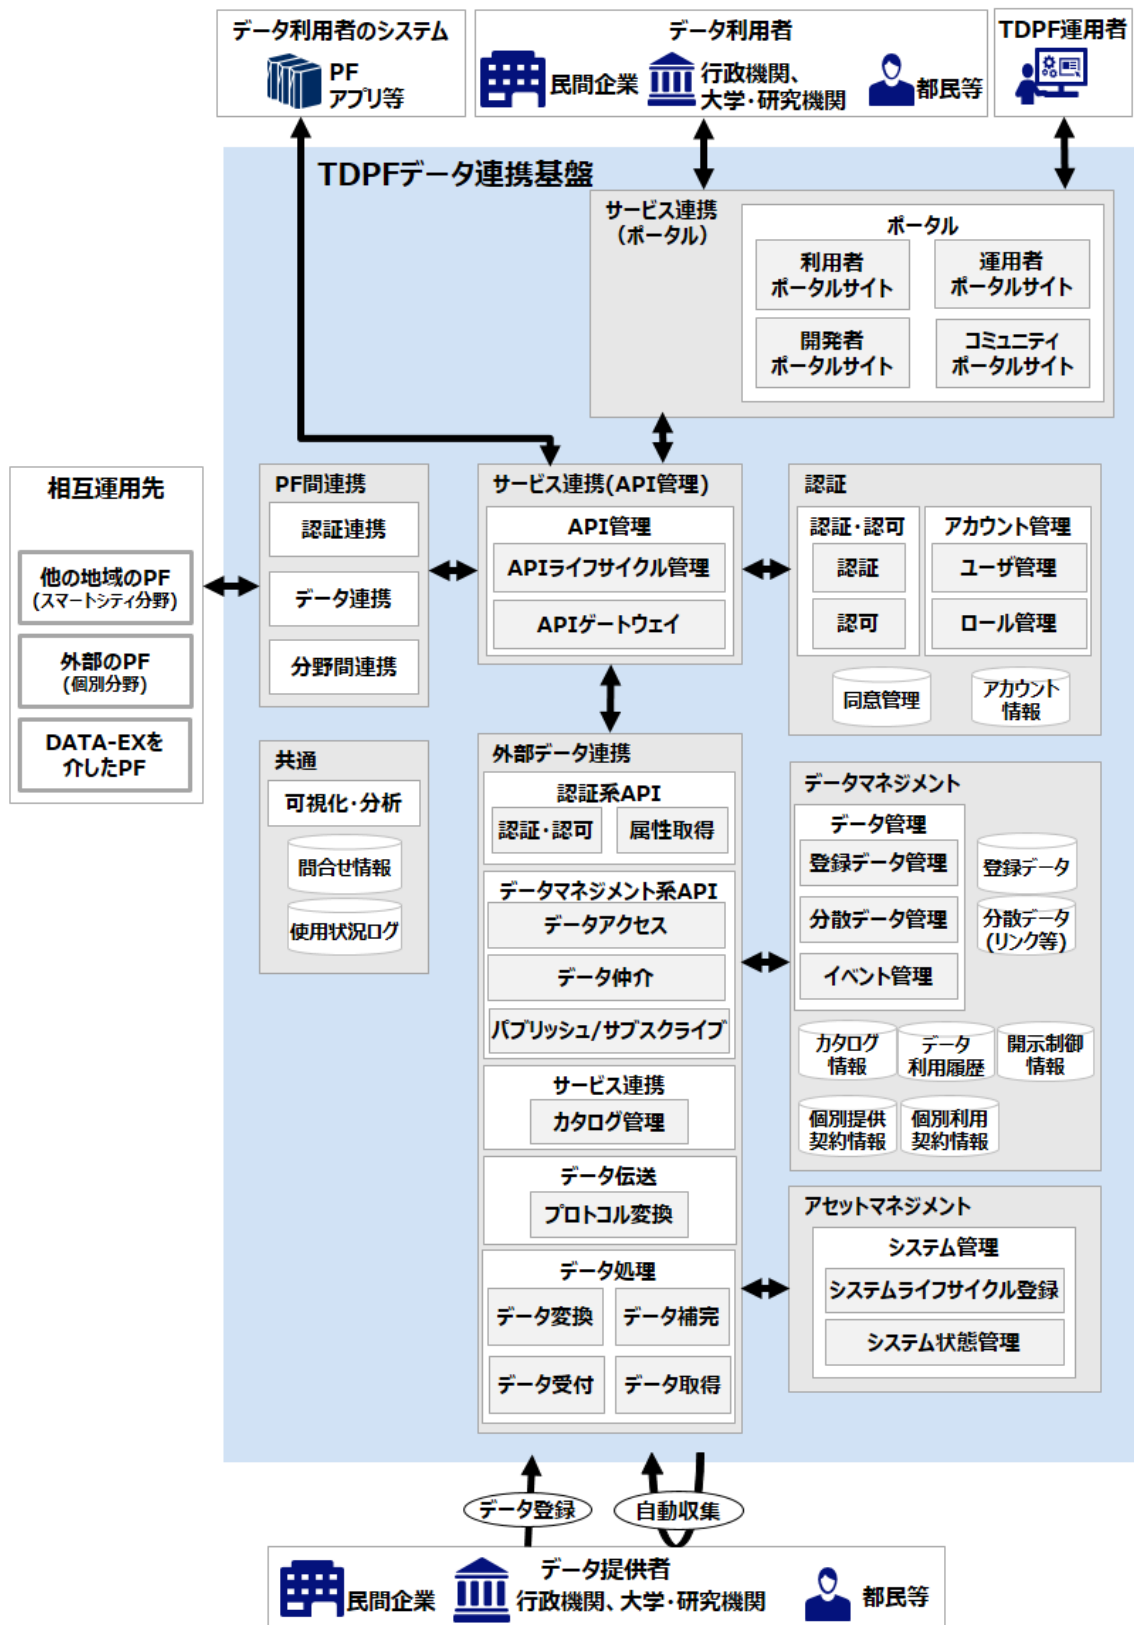 データ利用者のシステム
PF
アプリ等
データ利用者
民間企業
行政機関、
大学・研究機関
都民等
TDPF運用者
TDPFデータ連携基盤
サービス連携
（ポータル）
ポータル
利用者
ポータルサイト
運用者
ポータルサイト
開発者
ポータルサイト
コミュニティ
ポータルサイト
相互運用先
他の地域のPF
(スマートシティ分野)
外部のPF
(個別分野)
DATA-EXを
介したPF
PF間連携
認証連携
データ連携
分野間連携
サービス連携(API管理)
API管理
APIライフサイクル管理
APIゲートウェイ
認証
認証・認可
認証
認可
アカウント管理
ユーザ管理
ロール管理
同意管理
アカウント
情報
共通
可視化・分析
問合せ情報
使用状況ログ
外部データ連携
認証系API
認証・認可
属性取得
データマネジメント系API
データアクセス
データ仲介
パブリッシュ/サブスクライブ
サービス連携
カタログ管理
データ伝送
プロトコル変換
データ処理
データ変換
データ補完
データ受付
データ取得
データマネジメント
データ管理
登録データ管理
分散データ管理
イベント管理
登録データ
分散データ
(リンク等)
カタログ
情報
データ
利用履歴
開示制御
情報
個別提供
契約情報
個別利用
契約情報
アセットマネジメント
システム管理
システムライフサイクル登録
システム状態管理
データ登録
自動収集
データ提供者
民間企業
行政機関、大学・研究機関
都民等